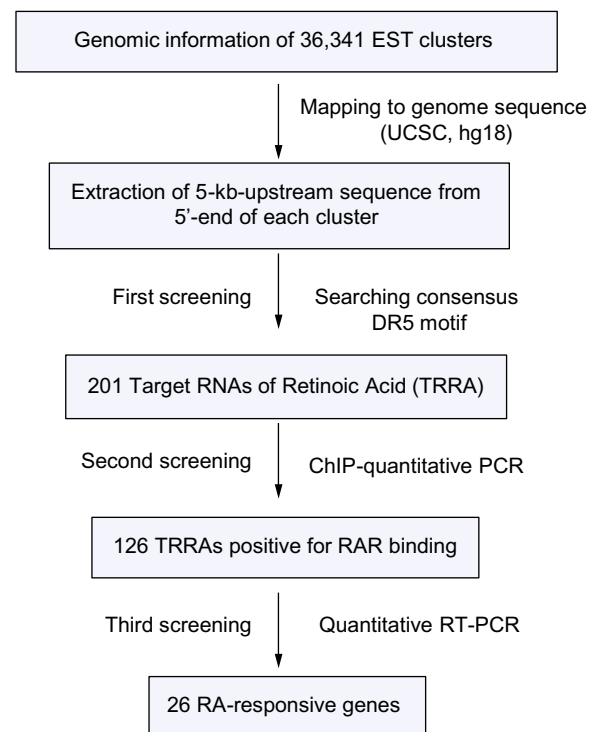 Genomic information of 36,341 EST clusters
Mapping to genome sequence
(UCSC, hg18)
Extraction of 5-kb-upstream sequence from
5'-end of each cluster
First screening
Searching consensus
DR5 motif
201 Target RNAs of Retinoic Acid (TRRA)
Second screening
ChIP-quantitative PCR
126 TRRAs positive for RAR binding
Third screening
Quantitative RT-PCR
26 RA-responsive genes